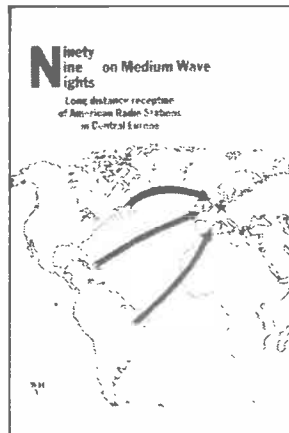 Ninety
Nine on Medium Wave
Nights
Long distance reception
of American Radio Stations
in Central Europe